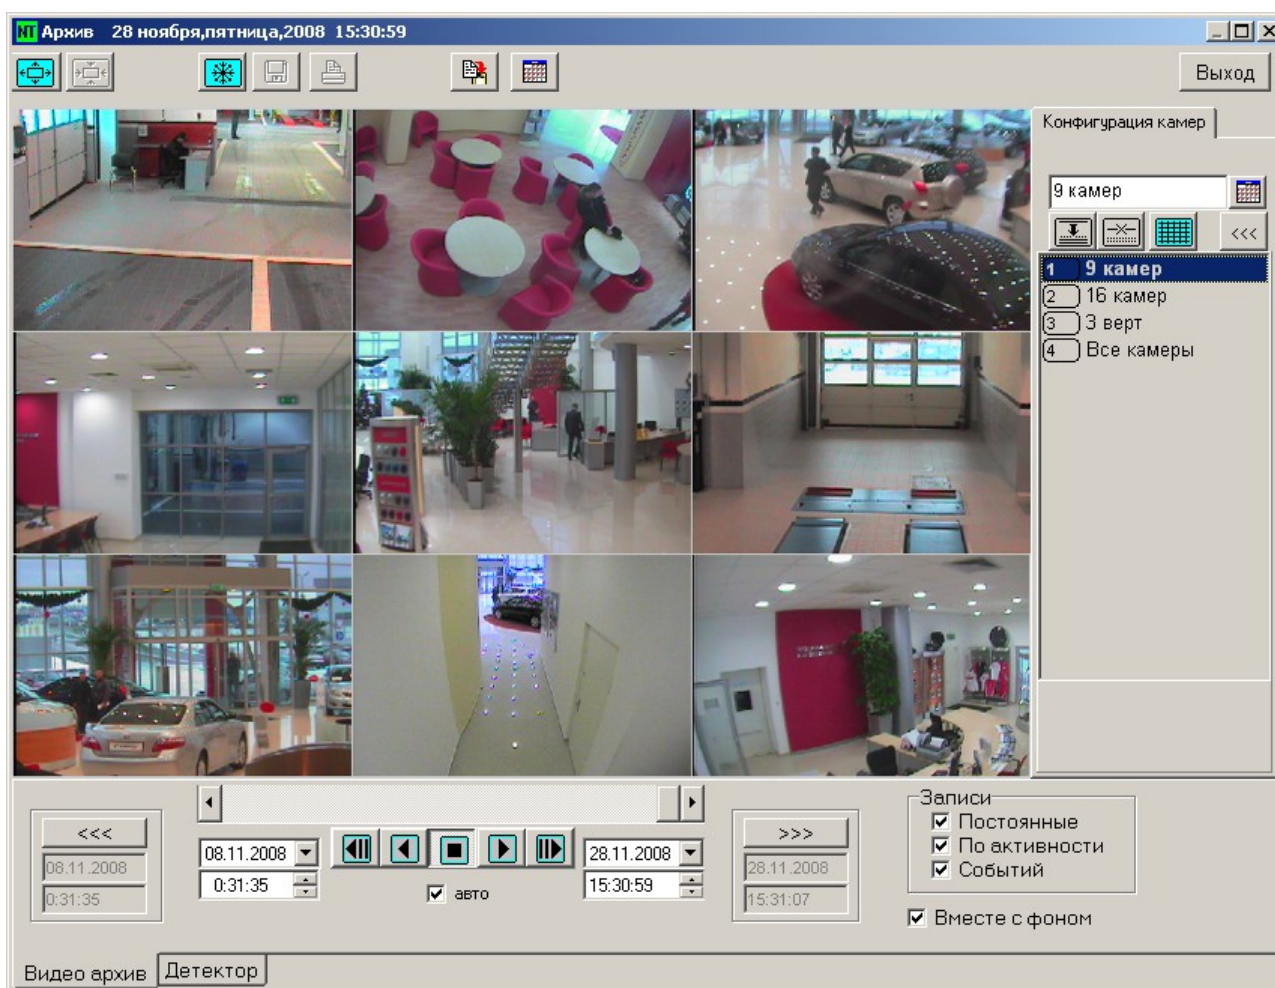 NT Архив 28 ноября,пятница,2008 15:30:59
Выход
Конфигурация камер
9 камер
<<<
1 9 камер
2 16 камер
3 3 верт
4 Все камеры
<<<
08.11.2008
0:31:35
08.11.2008
0:31:35
авто
28.11.2008
15:30:59
>>>
28.11.2008
15:31:07
Записи
Постоянные
По активности
Событий
Вместе с фоном
Видео архив
Детектор